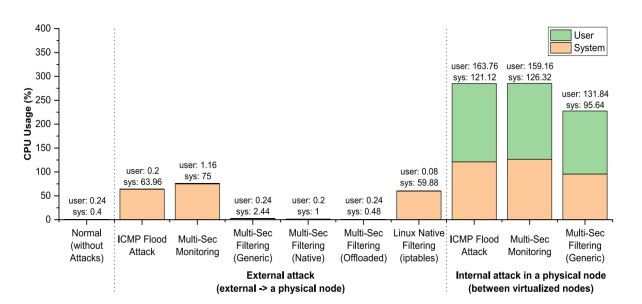 CPU Usage (%)
400
350
300
250
200
150
100
50
0
User
System
user: 0.24
sys: 0.4
user: 0.2
sys: 63.96
user: 1.16
sys: 75
user: 0.24
sys: 2.44
user: 0.2
sys: 1
user: 0.24
sys: 0.48
user: 0.08
sys: 59.88
user: 163.76
sys: 121.12
user: 159.16
sys: 126.32
user: 131.84
sys: 95.64
Normal
(without
Attacks)
ICMP Flood
Attack
Multi-Sec
Monitoring
Multi-Sec
Filtering
(Generic)
Multi-Sec
Filtering
(Native)
Multi-Sec
Filtering
(Offloaded)
Linux Native
Filtering
(iptables)
ICMP Flood
Attack
Multi-Sec
Monitoring
Multi-Sec
Filtering
(Generic)
External attack
(external -> a physical node)
Internal attack in a physical node
(between virtualized nodes)